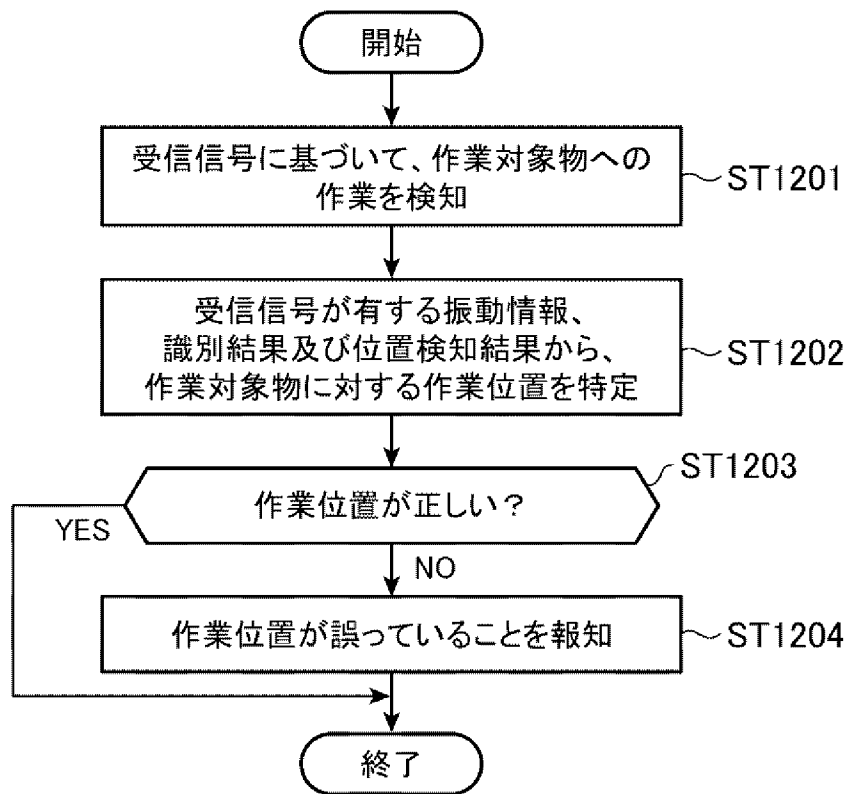 開始
受信信号に基づいて、作業対象物への
作業を検知
ST1201
受信信号が有する振動情報、
識別結果及び位置検知結果から、
作業対象物に対する作業位置を特定
ST1202
ST1203
作業位置が正しい?
YES
NO
作業位置が誤っていることを報知
ST1204
終了